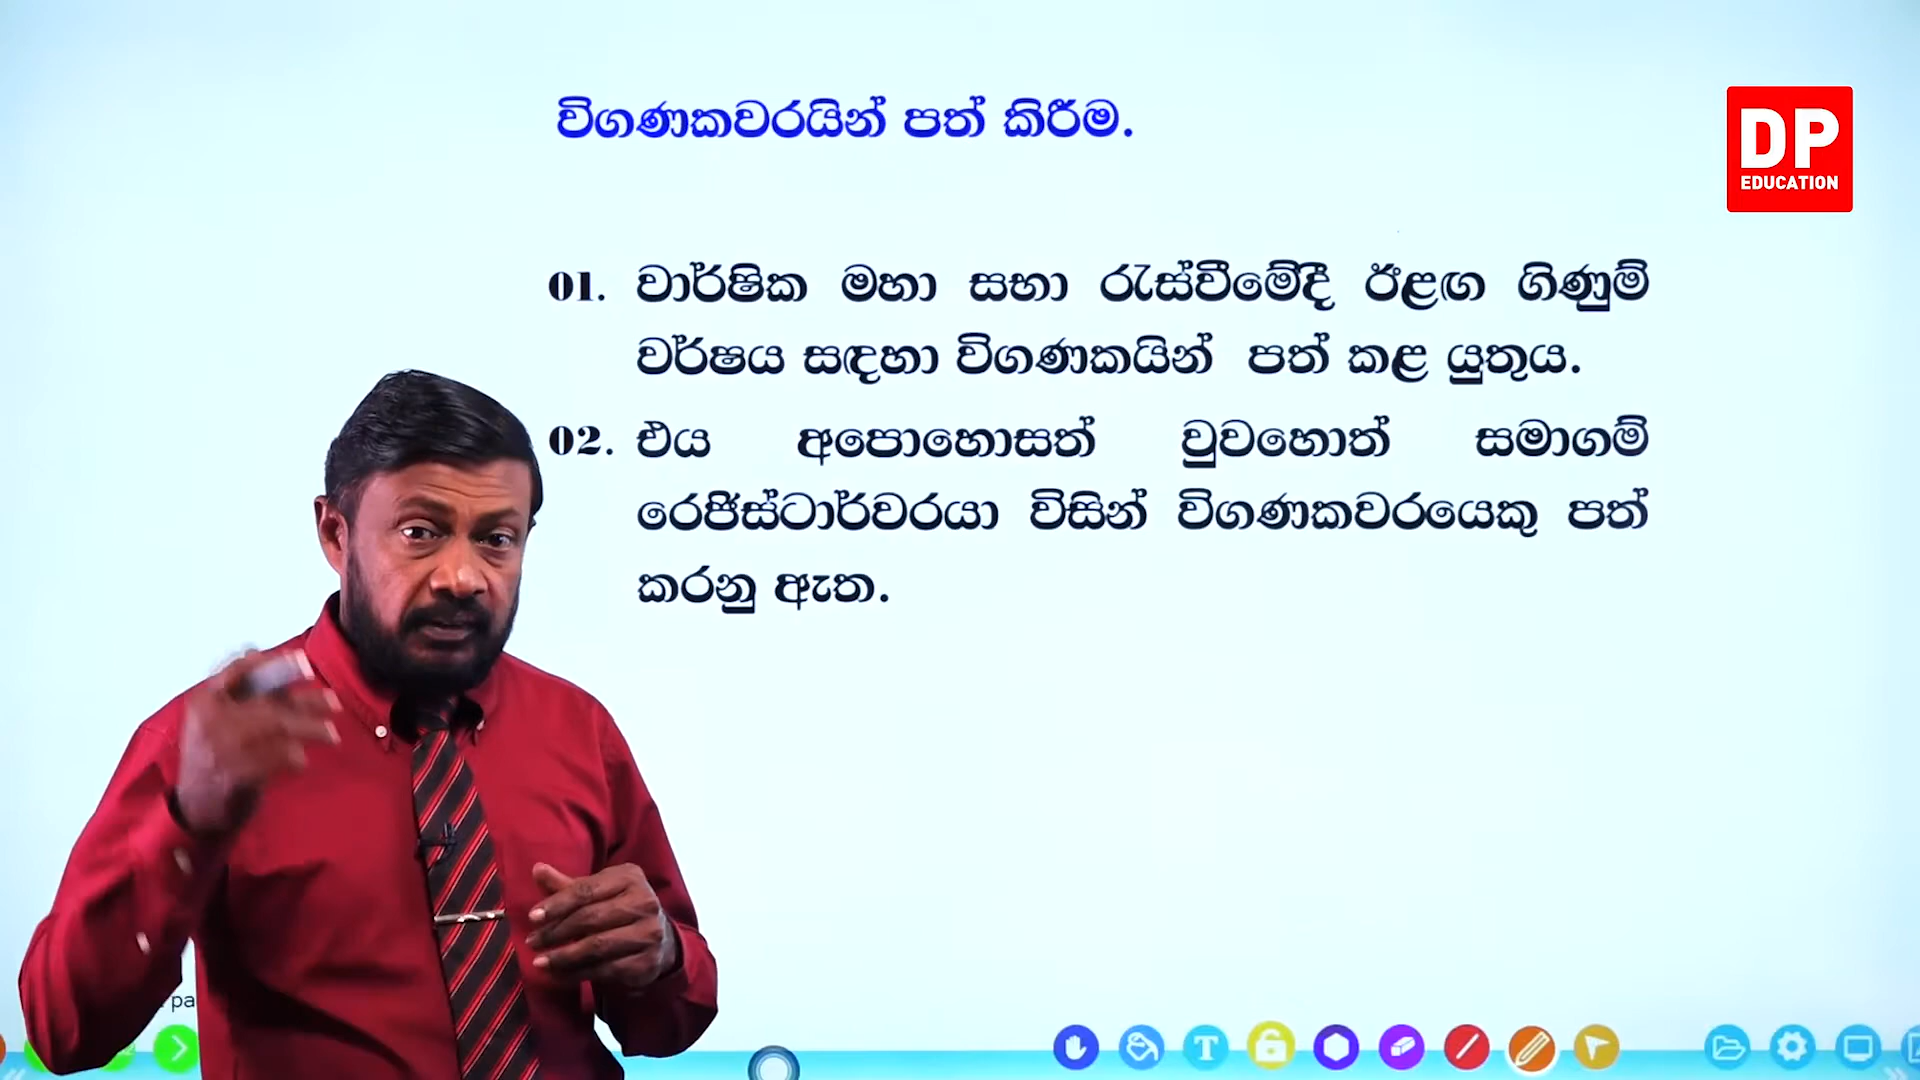 විගණකවරයින් පත් කිරීම.
DP
EDUCATION
01. වාර්ෂික මහා සභා රැස්වීමේදී ඊළඟ ගිණුම්
වර්ෂය සඳහා විගණකයින් පත් කළ යුතුය.
02. එය අපොහොසත් වුවහොත් සමාගම්
රෙජිස්ටාර්වරයා විසින් විගණකවරයෙකු පත්
කරනු ඇත.
T